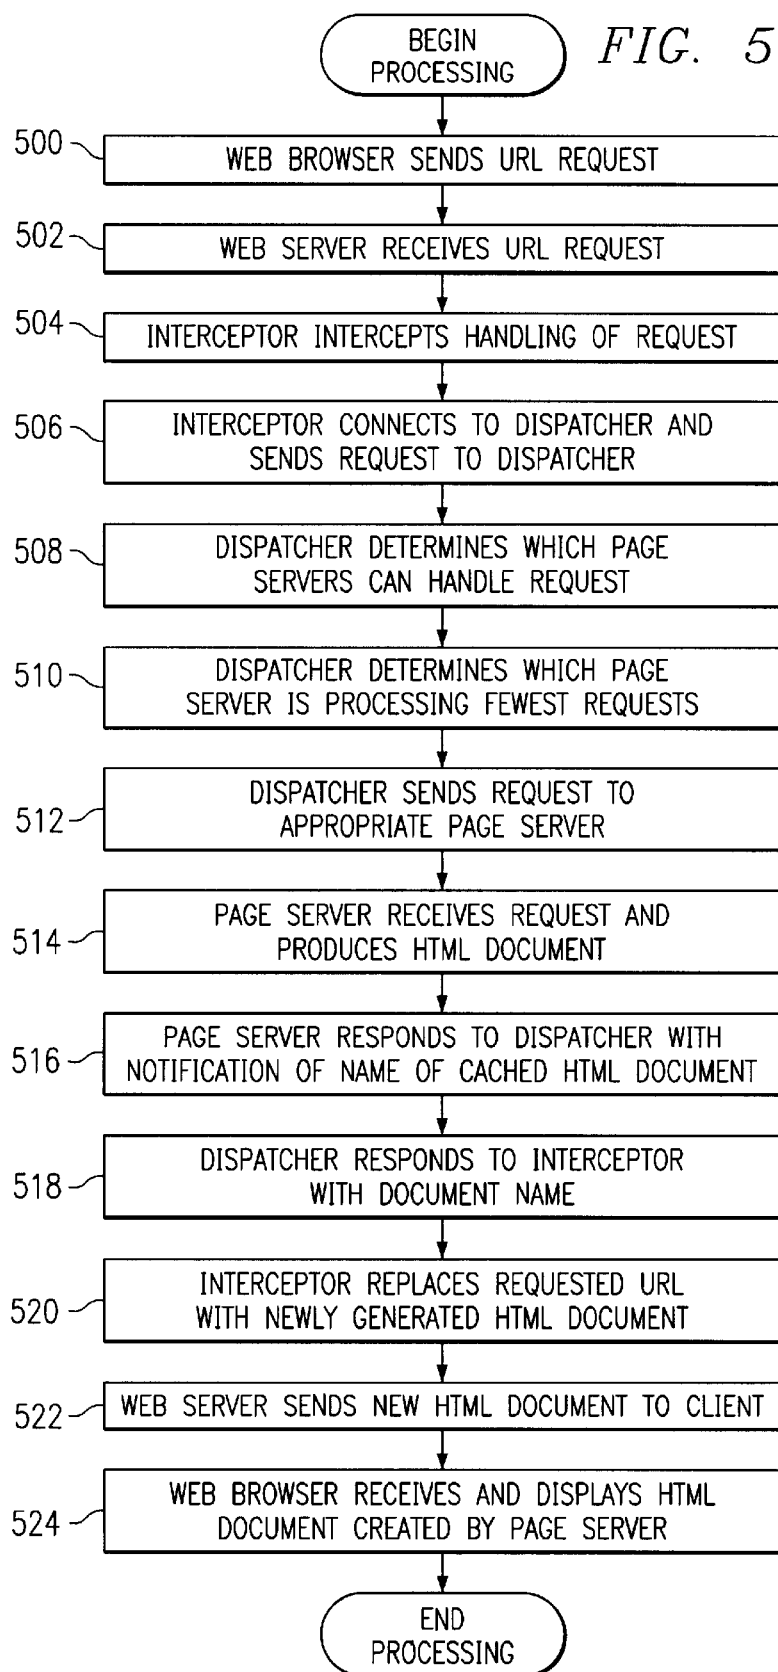 BEGIN
PROCESSING
FIG. 5
500
WEB BROWSER SENDS URL REQUEST
502
WEB SERVER RECEIVES URL REQUEST
504
INTERCEPTOR INTERCEPTS HANDLING OF REQUEST
506
INTERCEPTOR CONNECTS TO DISPATCHER AND
SENDS REQUEST TO DISPATCHER
508
DISPATCHER DETERMINES WHICH PAGE
SERVERS CAN HANDLE REQUEST
510
DISPATCHER DETERMINES WHICH PAGE
SERVER IS PROCESSING FEWEST REQUESTS
512
DISPATCHER SENDS REQUEST TO
APPROPRIATE PAGE SERVER
514
PAGE SERVER RECEIVES REQUEST AND
PRODUCES HTML DOCUMENT
516
PAGE SERVER RESPONDS TO DISPATCHER WITH
NOTIFICATION OF NAME OF CACHED HTML DOCUMENT
518
DISPATCHER RESPONDS TO INTERCEPTOR
WITH DOCUMENT NAME
520
INTERCEPTOR REPLACES REQUESTED URL
WITH NEWLY GENERATED HTML DOCUMENT
522
WEB SERVER SENDS NEW HTML DOCUMENT TO CLIENT
524
WEB BROWSER RECEIVES AND DISPLAYS HTML
DOCUMENT CREATED BY PAGE SERVER
END
PROCESSING